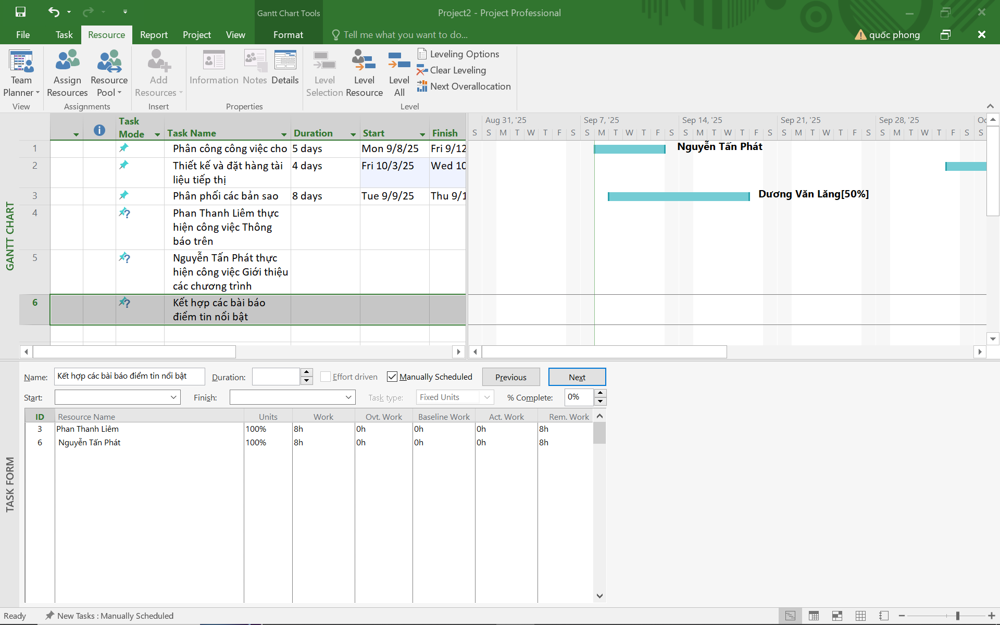 Gantt Chart Tools
Project2 - Project Professional
File Task Resource Report Project View Format Tell me what you want to do...
quốc phong
Team Planner
View
Assign Resources
Resource Pool
Assignments
Add Resources
Insert
Information
Notes
Details
Properties
Level Selection
Level Resource
Level All
Leveling Options
Clear Leveling
Next Overallocation
Level
GANTT CHART
Task Mode Task Name Duration Start Finish
1 Phân công công việc cho 5 days Mon 9/8/25 Fri 9/12
2 Thiết kế và đặt hàng tài 4 days Fri 10/3/25 Wed 10
liệu tiếp thị
3 Phân phối các bản sao 8 days Tue 9/9/25 Thu 9/1
4 Phan Thanh Liêm thực
hiện công việc Thông
báo trên
5 Nguyễn Tấn Phát thực
hiện công việc Giới thiệu
các chương trình
6 Kết hợp các bài báo
điểm tin nổi bật
Aug 31, '25 Sep 7, '25 Sep 14, '25 Sep 21, '25 Sep 28, '25 Oc
S S M T W T F S S M T W T F S S M T W T F S S M T W T F S S M T W T F S S
Nguyễn Tấn Phát
Dương Văn Lăng[50%]
TASK FORM
Name: Kết hợp các bài báo điểm tin nổi bật Duration: Effort driven Manually Scheduled Previous Next
Start: Finish: Task type: Fixed Units % Complete: 0%
ID Resource Name Units Work Ovt. Work Baseline Work Act. Work Rem. Work
3 Phan Thanh Liêm 100% 8h 0h 0h 0h 8h
6 Nguyễn Tấn Phát 100% 8h 0h 0h 0h 8h
Ready New Tasks : Manually Scheduled